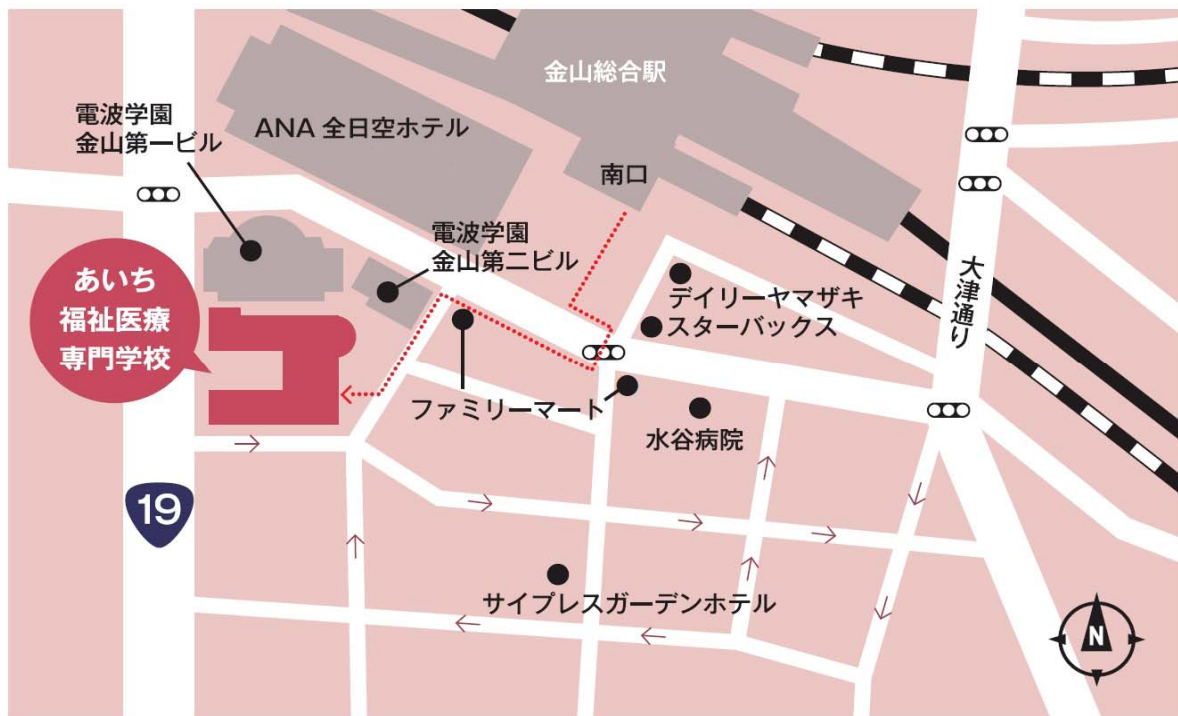 金山総合駅
電波学園
金山第一ビル
ANA 全日空ホテル
南口
電波学園
金山第二ビル
あいち
福祉医療
専門学校
デイリーヤマザキ
スターバックス
大津通り
ファミリーマート
水谷病院
19
サイプレスガーデンホテル
N